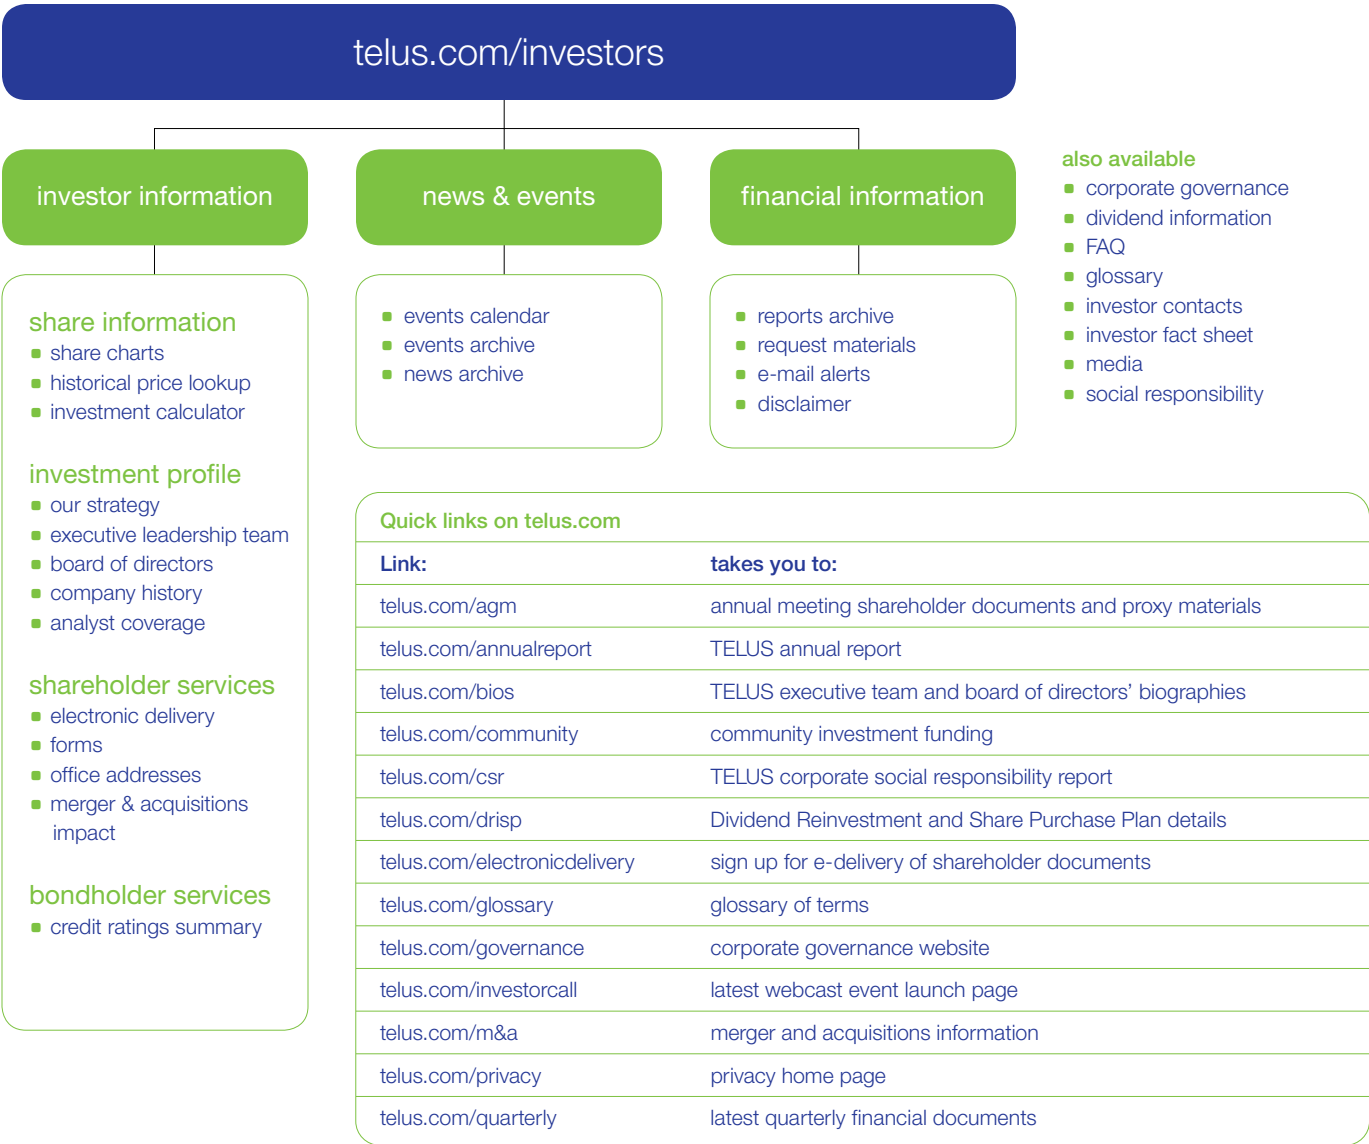 telus.com/investors
investor information
news & events
financial information
share information
share charts
historical price lookup
investment calculator
investment profile
our strategy
executive leadership team
board of directors
company history
analyst coverage
shareholder services
electronic delivery
forms
office addresses
merger & acquisitions
impact
bondholder services
credit ratings summary
events calendar
events archive
news archive
reports archive
request materials
e-mail alerts
disclaimer
also available
corporate governance
dividend information
FAQ
glossary
investor contacts
investor fact sheet
media
social responsibility
Quick links on telus.com
Link: takes you to:
telus.com/agm annual meeting shareholder documents and proxy materials
telus.com/annualreport TELUS annual report
telus.com/bios TELUS executive team and board of directors’ biographies
telus.com/community community investment funding
telus.com/csr TELUS corporate social responsibility report
telus.com/drisp Dividend Reinvestment and Share Purchase Plan details
telus.com/electronicdelivery sign up for e-delivery of shareholder documents
telus.com/glossary glossary of terms
telus.com/governance corporate governance website
telus.com/investorcall latest webcast event launch page
telus.com/m&a merger and acquisitions information
telus.com/privacy privacy home page
telus.com/quarterly latest quarterly financial documents